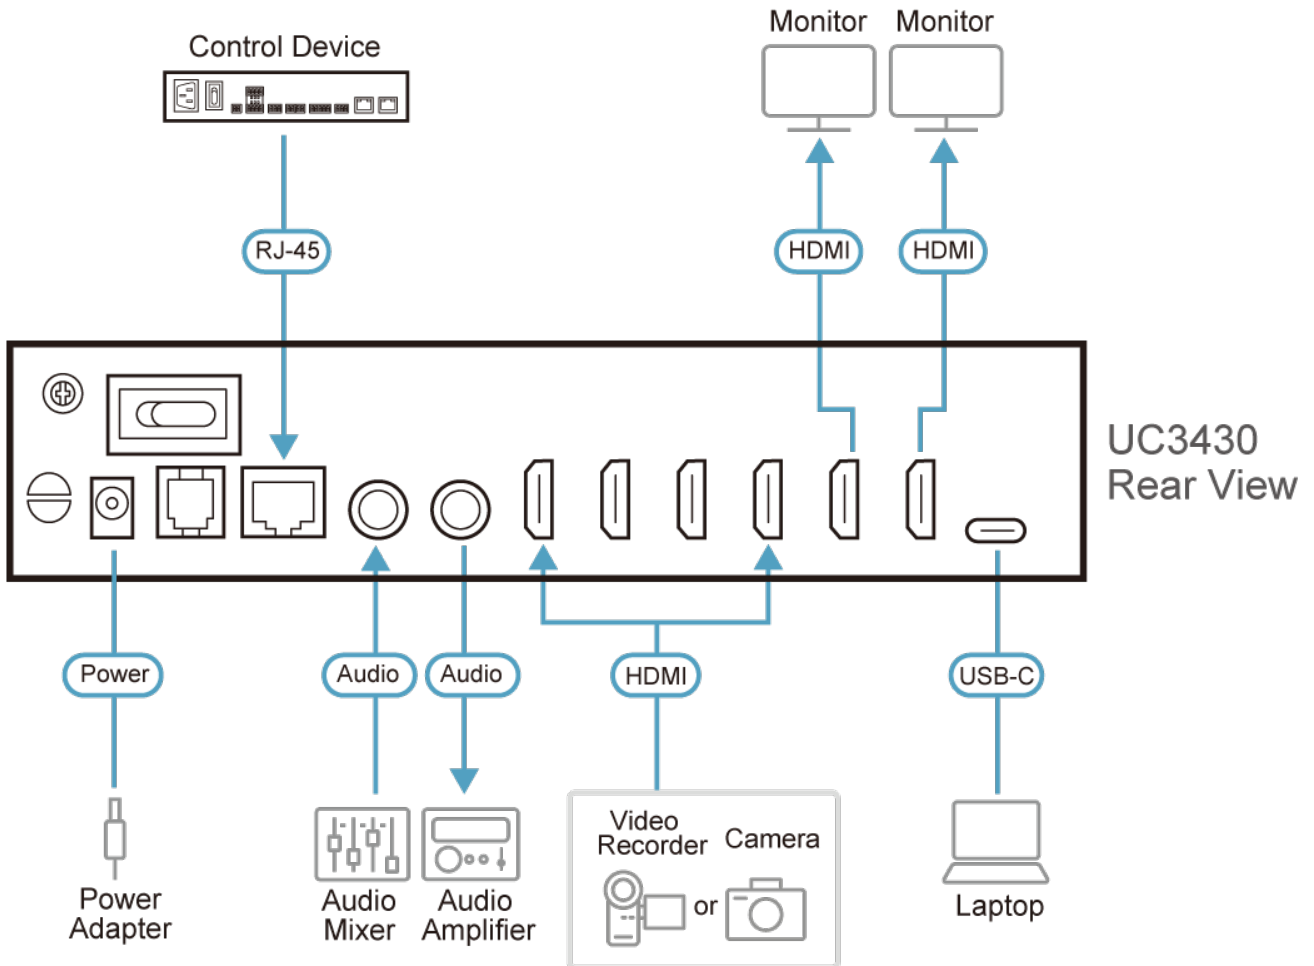 Control Device
Monitor
Monitor
RJ-45
HDMI
HDMI
UC3430
Rear View
Power
Audio
Audio
HDMI
USB-C
Power
Adapter
Audio
Mixer
Audio
Amplifier
Video
Recorder
or
Camera
Laptop